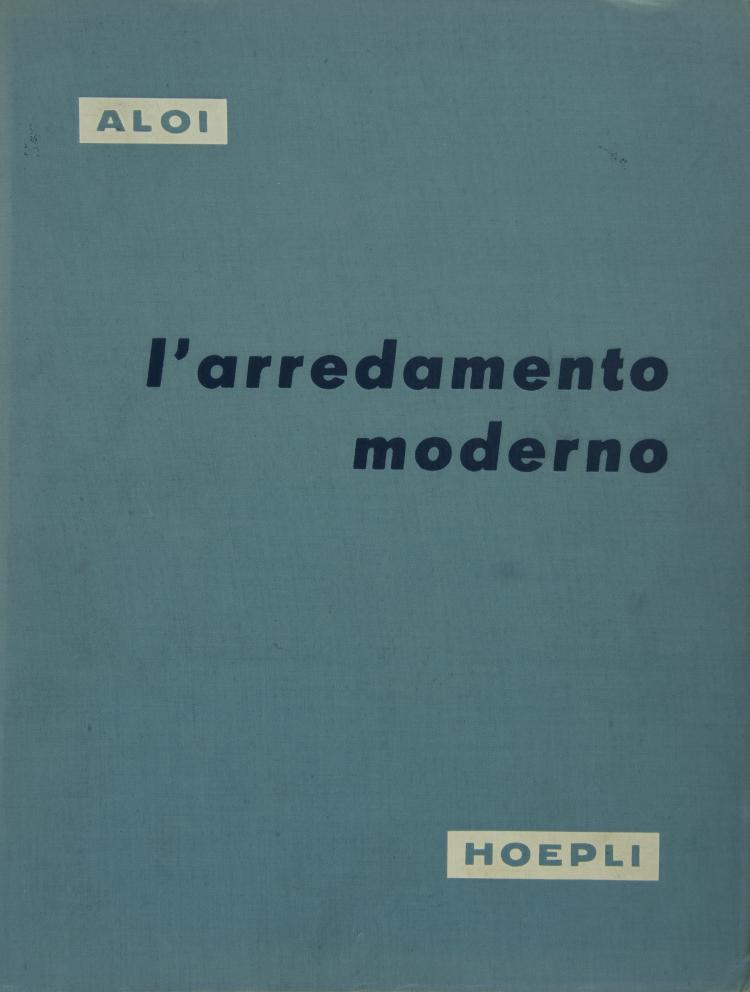 ALOI
l'arredamento
moderno
HOEPLI